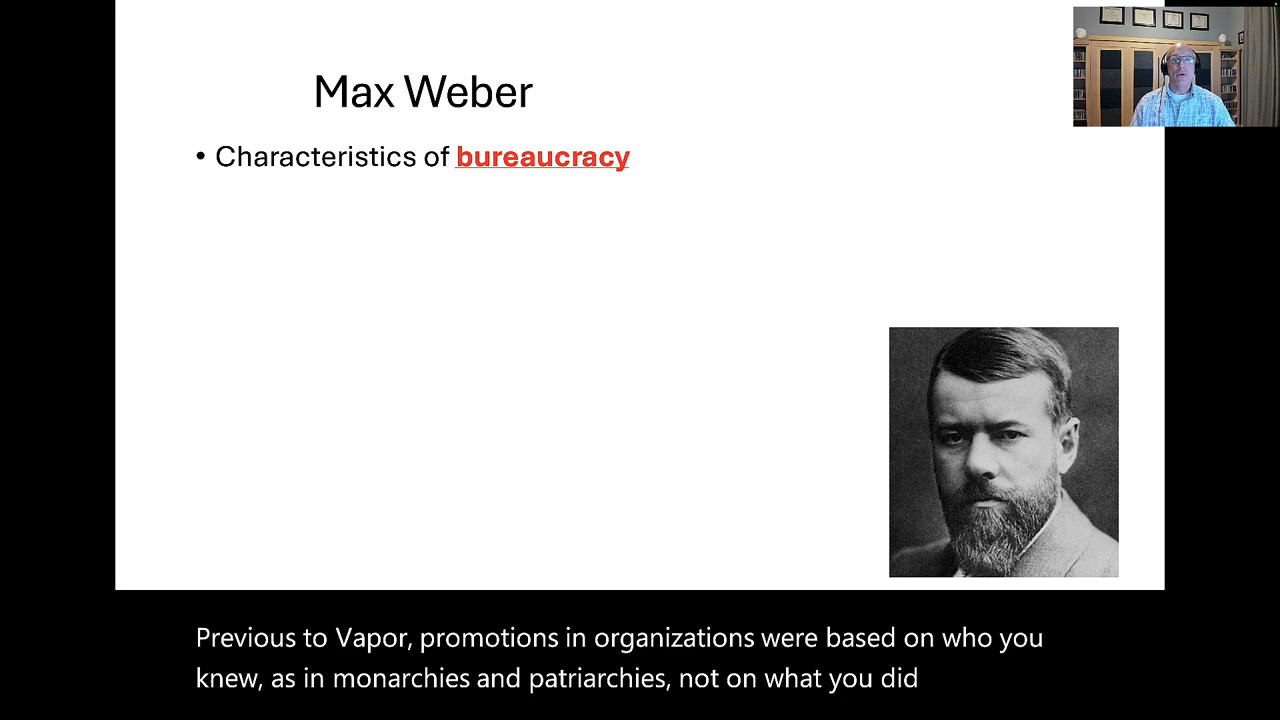 Max Weber
• Characteristics of bureaucracy
Previous to Vapor, promotions in organizations were based on who you
knew, as in monarchies and patriarchies, not on what you did